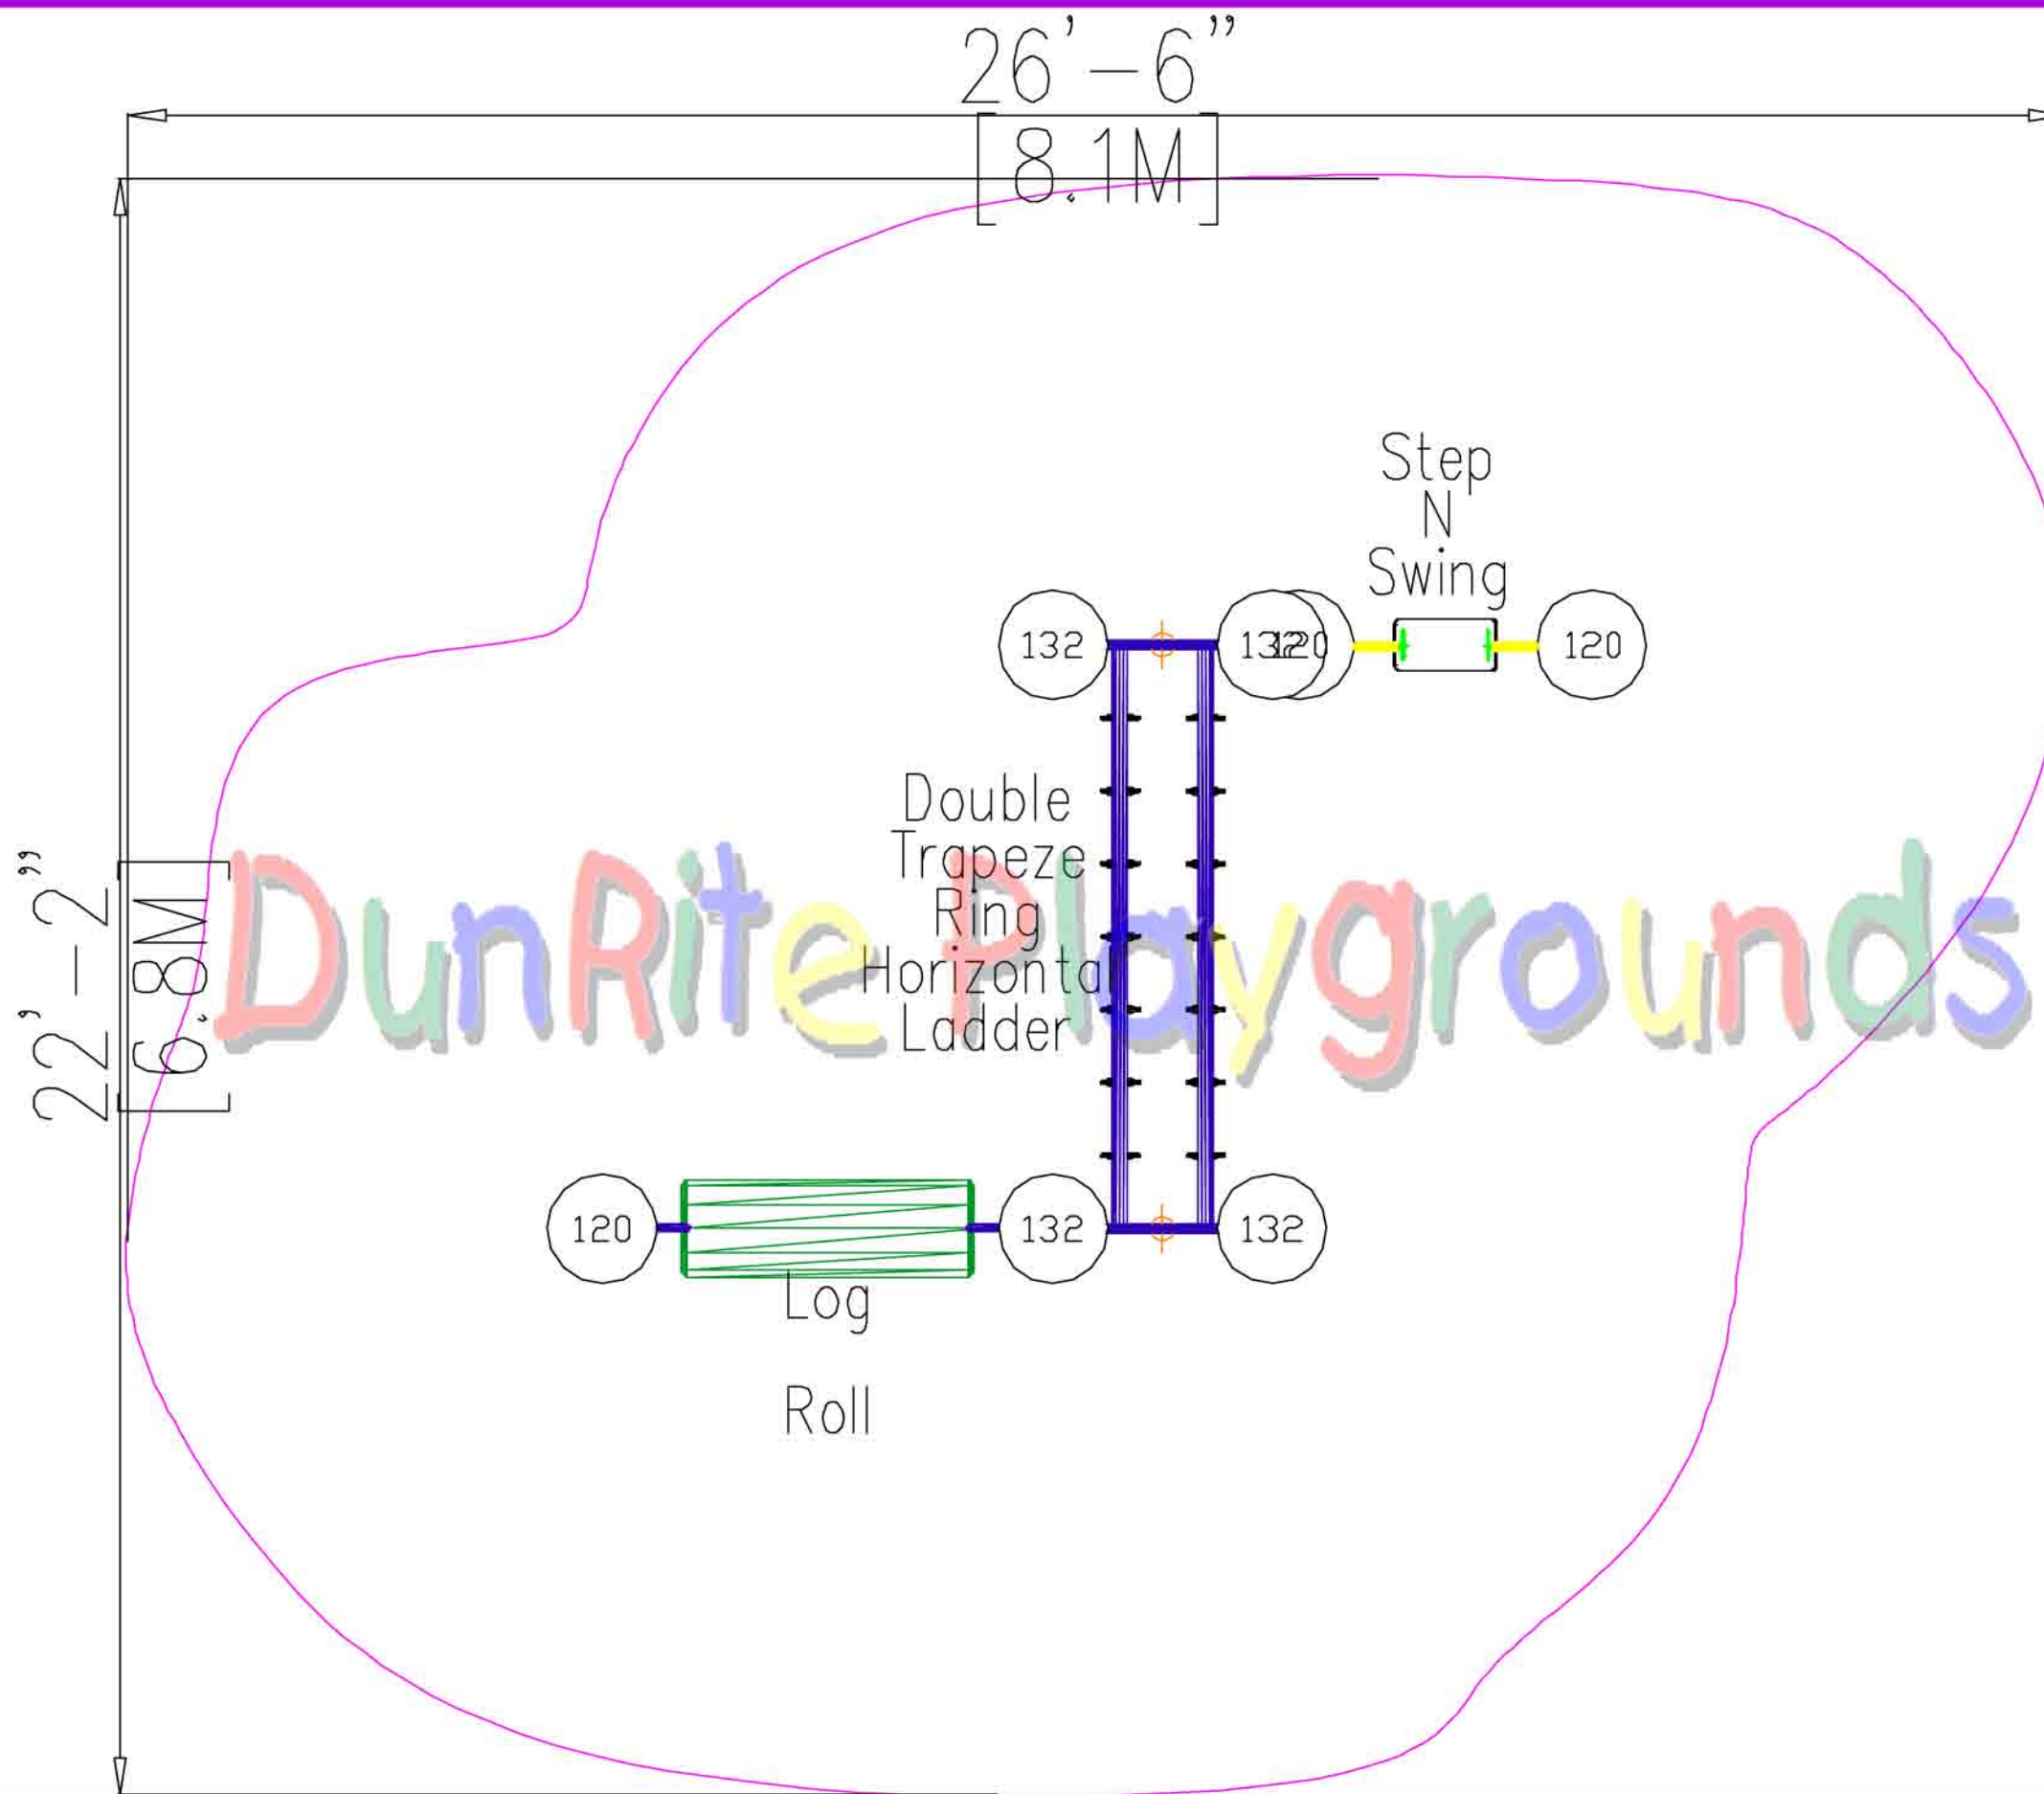 26'-6"
[8.1M]
22'-2"
[6.8M]
Step
N
Swing
132
132
120
120
Double
Trapeze
Ring
Horizontal
Ladder
DunRite Playgrounds
120
132
132
Log
Roll